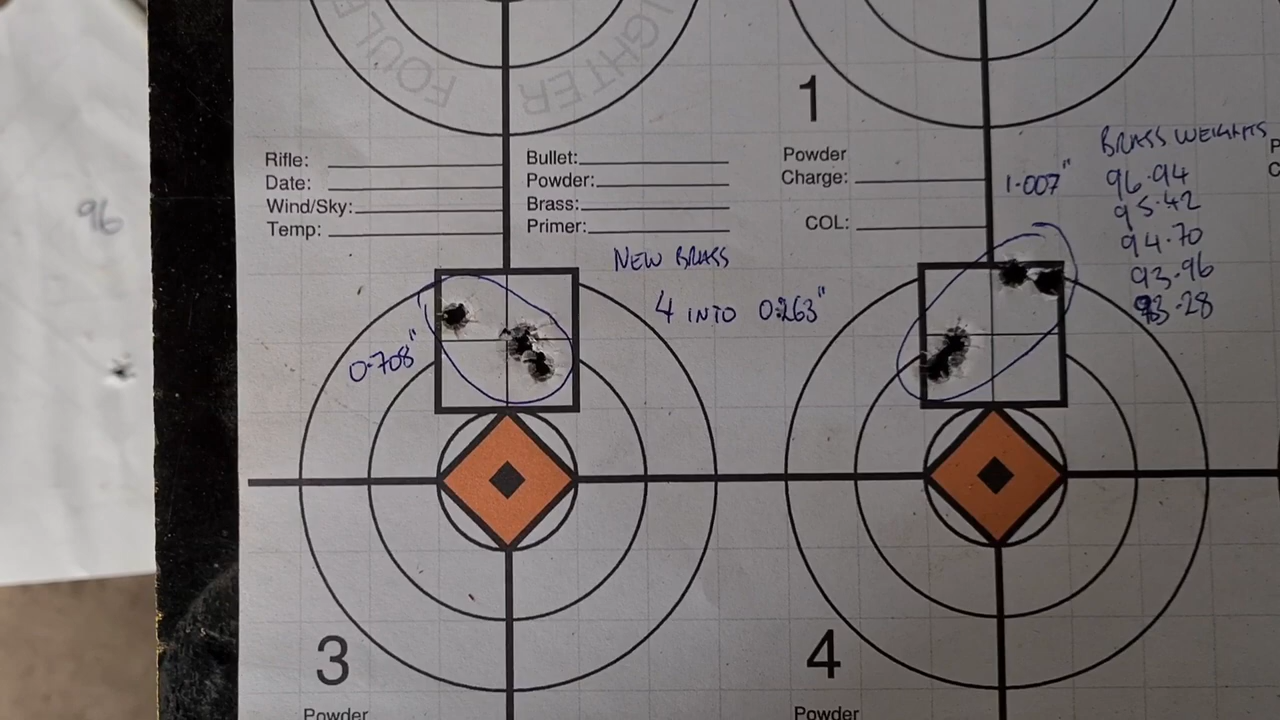 FOULER
SIGHTER
1
BRASS WEIGHTS
Rifle:
Date:
Wind/Sky:
Temp:
Bullet:
Powder:
Brass:
Primer:
Powder
Charge:
COL:
1.007"
96.94
95.42
94.70
93.96
93.28
96
NEW BRASS
4 INTO 0.263"
0.708"
3
Powder
4
Powder